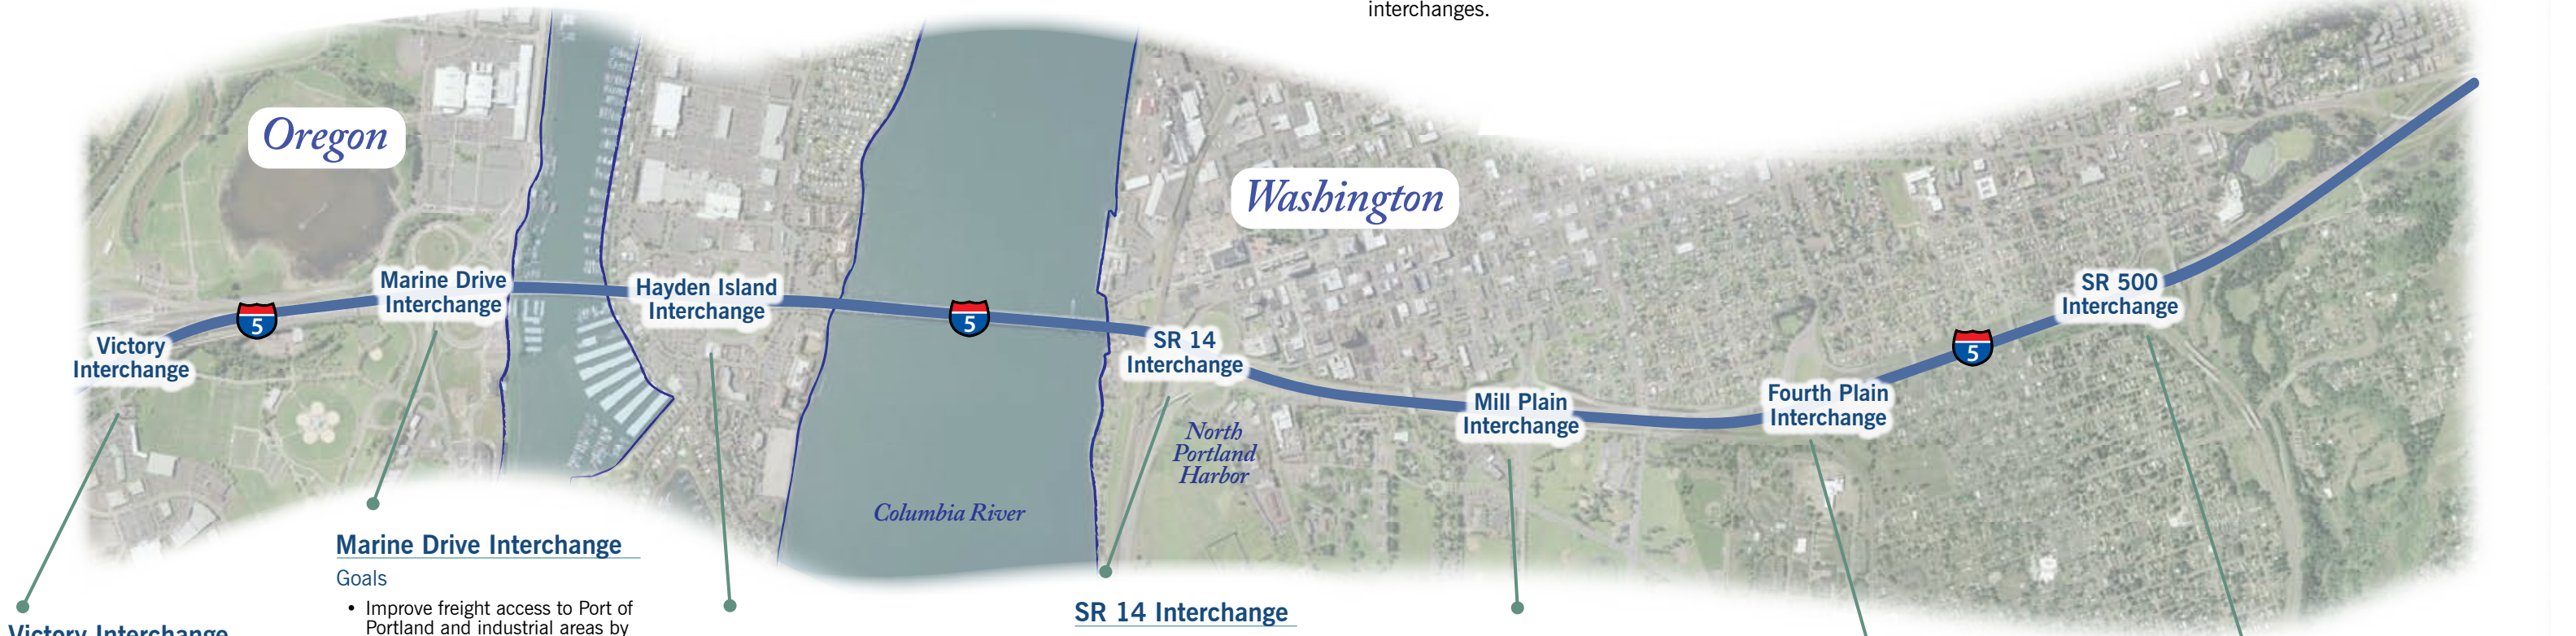 interchanges.
Oregon
Washington
Marine Drive
Interchange
Hayden Island
Interchange
SR 500
Interchange
5
5
Victory
Interchange
SR 14
Interchange
5
Mill Plain
Interchange
Fourth Plain
Interchange
North
Portland
Harbor
Columbia River
Marine Drive Interchange
Goals
• Improve freight access to Port of
Portland and industrial areas by
SR 14 Interchange
Victory Interchange